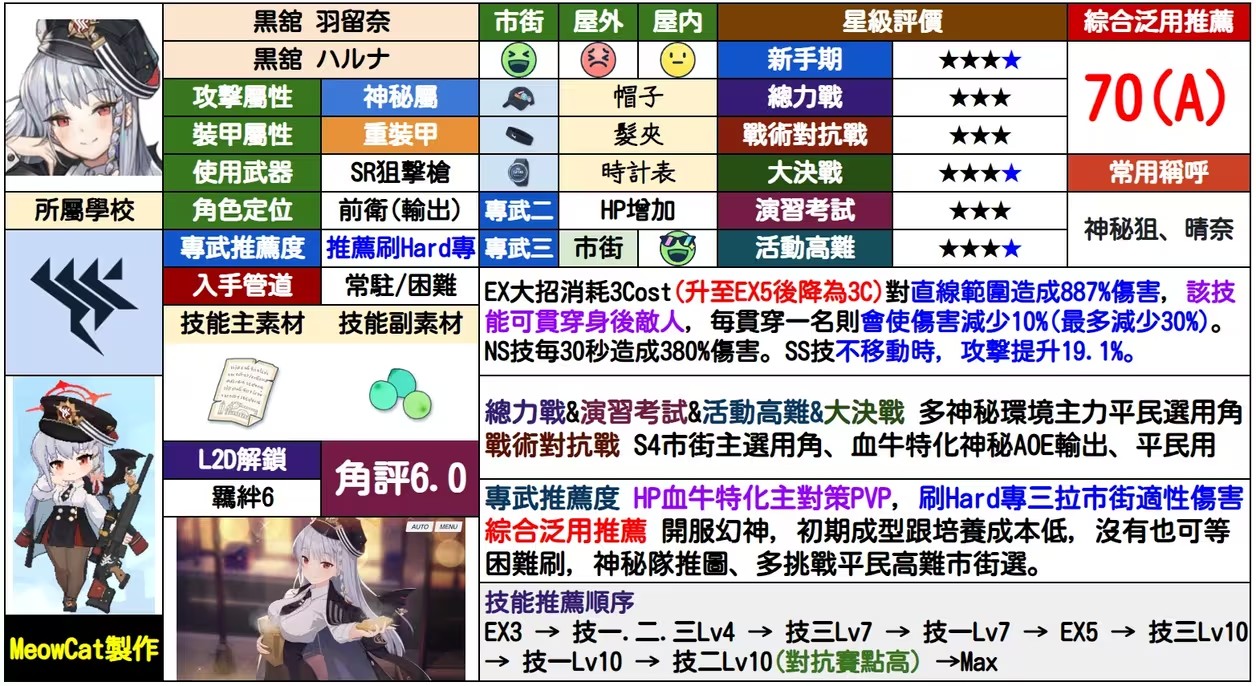 黒舘 羽留奈
黒舘 ハルナ
攻擊屬性 神秘屬
裝甲屬性 重裝甲
使用武器 SR狙擊槍
所屬學校
角色定位 前衛(輸出)
專武推薦度 推薦刷Hard專
入手管道 常駐/困難
技能主素材 技能副素材
L2D解鎖
羈絆6
角評6.0
AUTO MENU
MeowCat製作
市街 屋外 屋內
帽子
髮夾
時計表
專武二 HP增加
專武三 市街
星級評價
新手期 ★★★★
總力戰 ★★★
戰術對抗戰 ★★★
大決戰 ★★★★
演習考試 ★★★
活動高難 ★★★★
綜合泛用推薦
70(A)
常用稱呼
神秘狙、晴奈
EX大招消耗3Cost(升至EX5後降為3C)對直線範圍造成887%傷害，該技
能可貫穿身後敵人，每貫穿一名則會使傷害減少10%(最多減少30%)。
NS技每30秒造成380%傷害。SS技不移動時，攻擊提升19.1%。
總力戰&演習考試&活動高難&大決戰 多神秘環境主力平民選用角
戰術對抗戰 S4市街主選用角、血牛特化神秘AOE輸出、平民用
專武推薦度 HP血牛特化主對策PVP，刷Hard專三拉市街適性傷害
綜合泛用推薦 開服幻神，初期成型跟培養成本低，沒有也可等
困難刷，神秘隊推圖、多挑戰平民高難市街選。
技能推薦順序
EX3 → 技一.二.三Lv4 → 技三Lv7 → 技一Lv7 → EX5 → 技三Lv10
→ 技一Lv10 → 技二Lv10(對抗賽點高) →Max